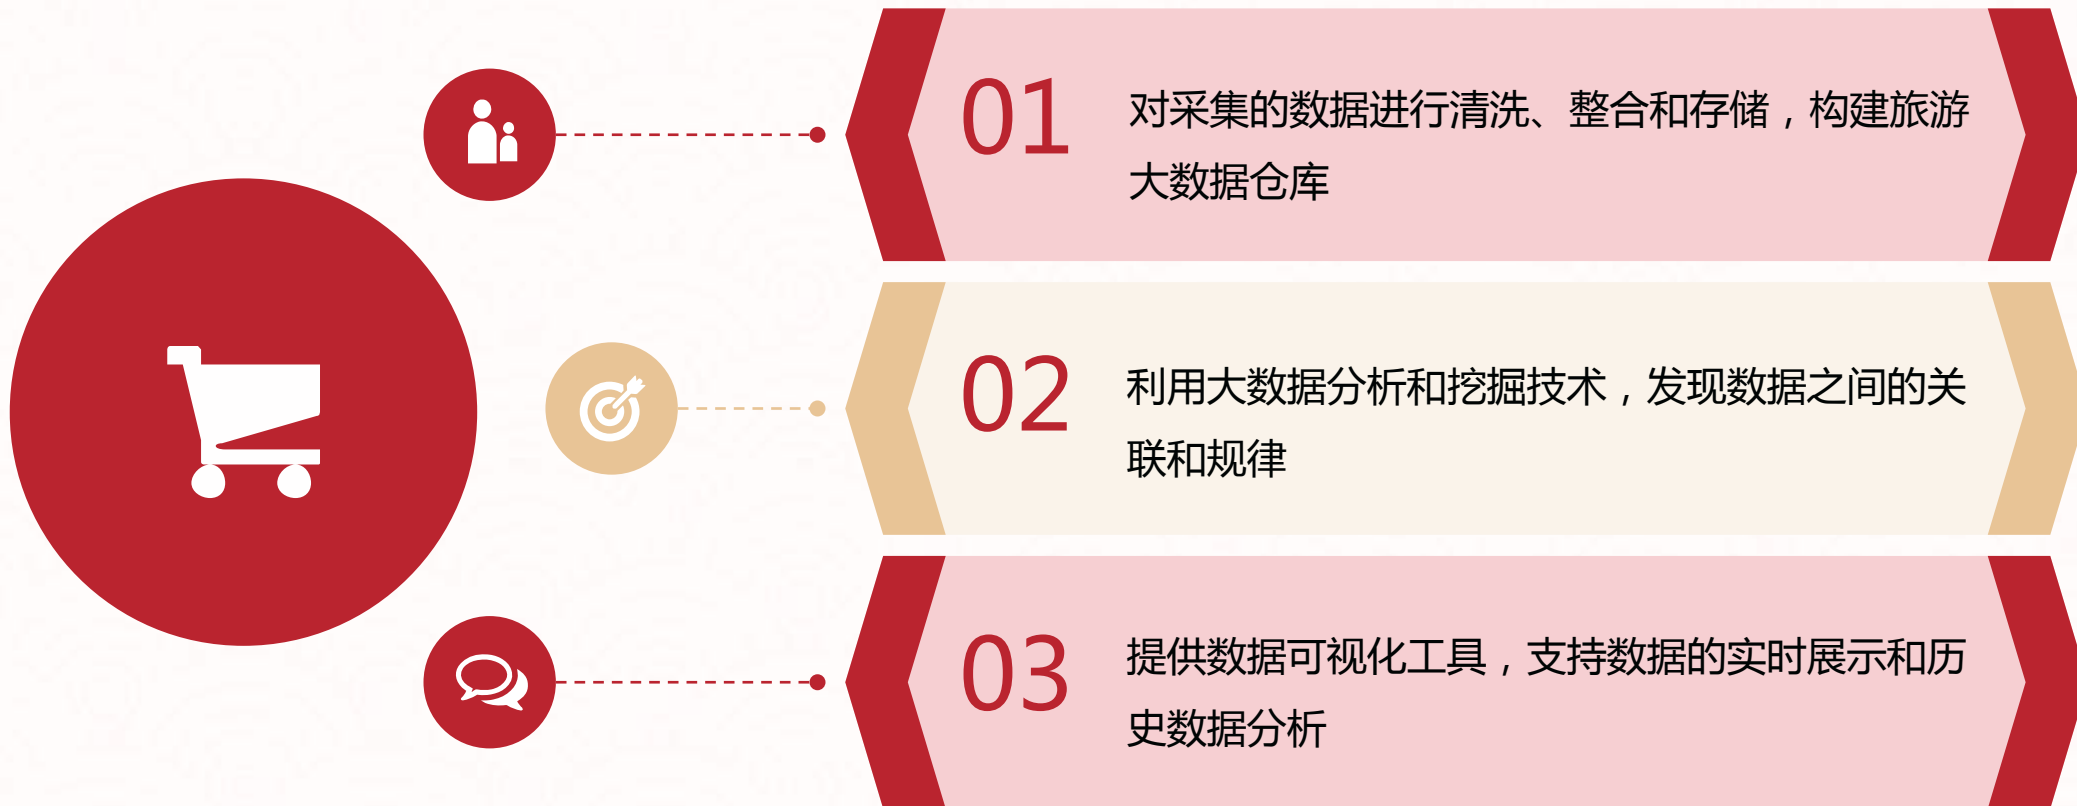 01
对采集的数据进行清洗、整合和存储，构建旅游
大数据仓库
02
利用大数据分析和挖掘技术，发现数据之间的关
联和规律
03
提供数据可视化工具，支持数据的实时展示和历
史数据分析